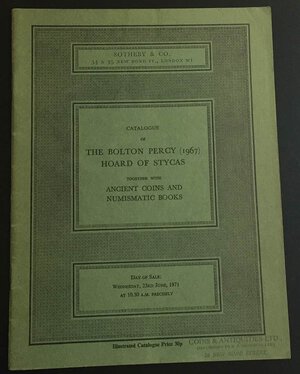 SOTHEBY & CO.
34 & 35 NEW BOND ST., LONDON W1
CATALOGUE
OF
THE BOLTON PERCY (1967)
HOARD OF STYCAS
TOGETHER WITH
ANCIENT COINS AND
NUMISMATIC BOOKS
DAY OF SALE:
WEDNESDAY, 23RD JUNE, 1971
AT 10.30 A.M. PRECISELY
Illustrated Catalogue Price 30p
COINS & ANTIQUITIES LTD